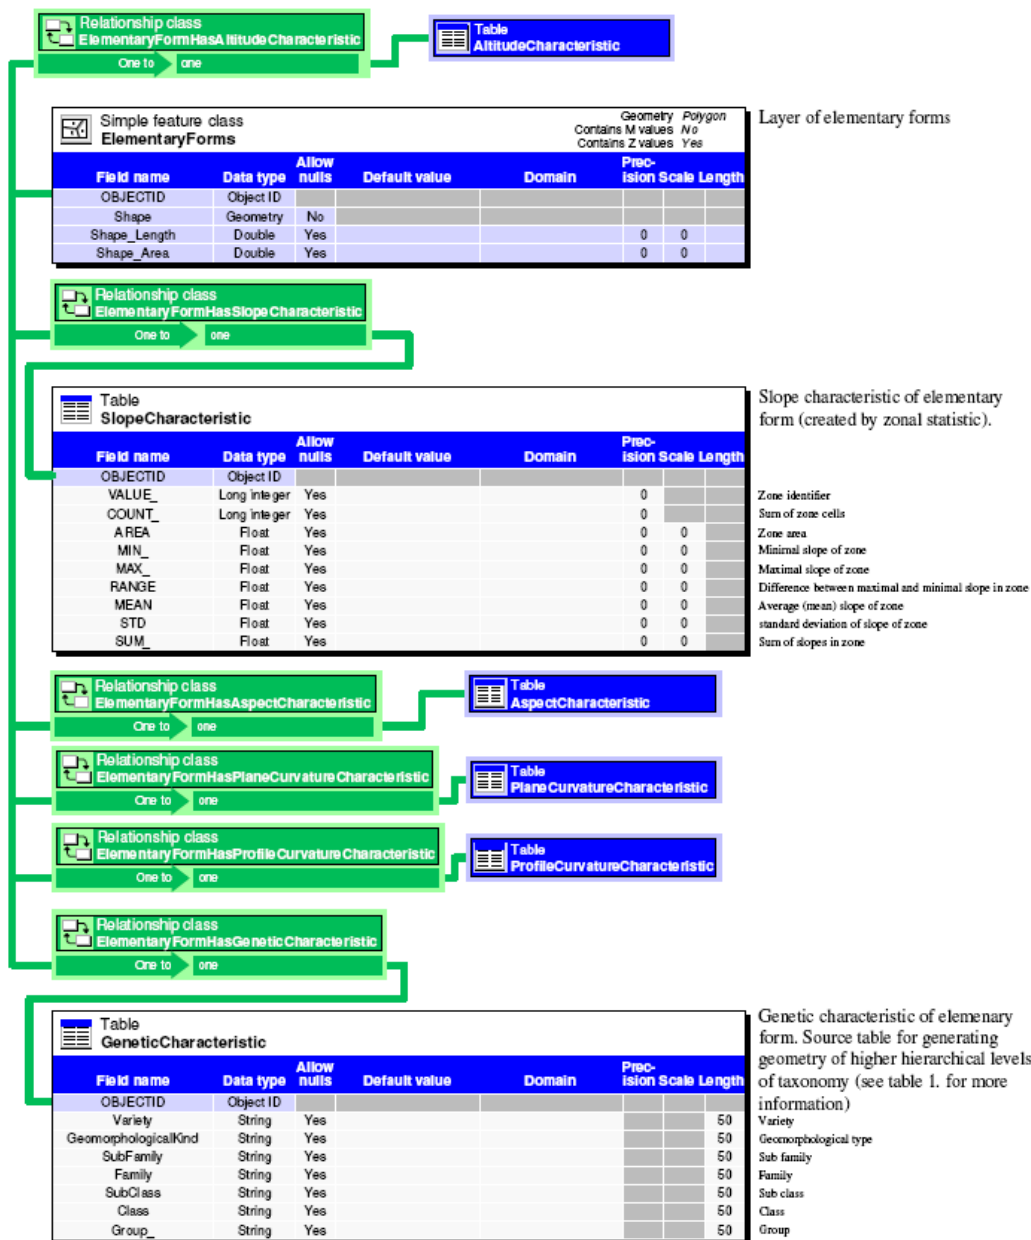 Relationship class
ElementaryFormHasAltitudeCharacteristic
One to one
Table
AltitudeCharacteristic
Simple feature class
ElementaryForms
Geometry Polygon
Contains M values No
Contains Z values Yes
Layer of elementary forms
Field name Data type Allow nulls Default value Domain Prec-ision Scale Length
OBJECTID Object ID
Shape Geometry No
Shape_Length Double Yes 0 0
Shape_Area Double Yes 0 0
Relationship class
ElementaryFormHasSlopeCharacteristic
One to one
Table
SlopeCharacteristic
Slope characteristic of elementary
form (created by zonal statistic).
Field name Data type Allow nulls Default value Domain Prec-ision Scale Length
OBJECTID Object ID
VALUE_ Long integer Yes 0 Zone identifier
COUNT_ Long integer Yes 0 Sum of zone cells
AREA Float Yes 0 0 Zone area
MIN_ Float Yes 0 0 Minimal slope of zone
MAX_ Float Yes 0 0 Maximal slope of zone
RANGE Float Yes 0 0 Difference between maximal and minimal slope in zone
MEAN Float Yes 0 0 Average (mean) slope of zone
STD Float Yes 0 0 standard deviation of slope of zone
SUM_ Float Yes 0 0 Sum of slopes in zone
Relationship class
ElementaryFormHasAspectCharacteristic
One to one
Table
AspectCharacteristic
Relationship class
ElementaryFormHasPlaneCurvatureCharacteristic
One to one
Table
PlaneCurvatureCharacteristic
Relationship class
ElementaryFormHasProfileCurvatureCharacteristic
One to one
Table
ProfileCurvatureCharacteristic
Relationship class
ElementaryFormHasGeneticCharacteristic
One to one
Table
GeneticCharacteristic
Genetic characteristic of elemenary
form. Source table for generating
geometry of higher hierarchical levels
of taxonomy (see table 1. for more
information)
Field name Data type Allow nulls Default value Domain Prec-ision Scale Length
OBJECTID Object ID
Variety String Yes 50 Variety
GeomorphologicalKind String Yes 50 Geomorphological type
SubFamily String Yes 50 Sub family
Family String Yes 50 Family
SubClass String Yes 50 Sub class
Class String Yes 50 Class
Group_ String Yes 50 Group